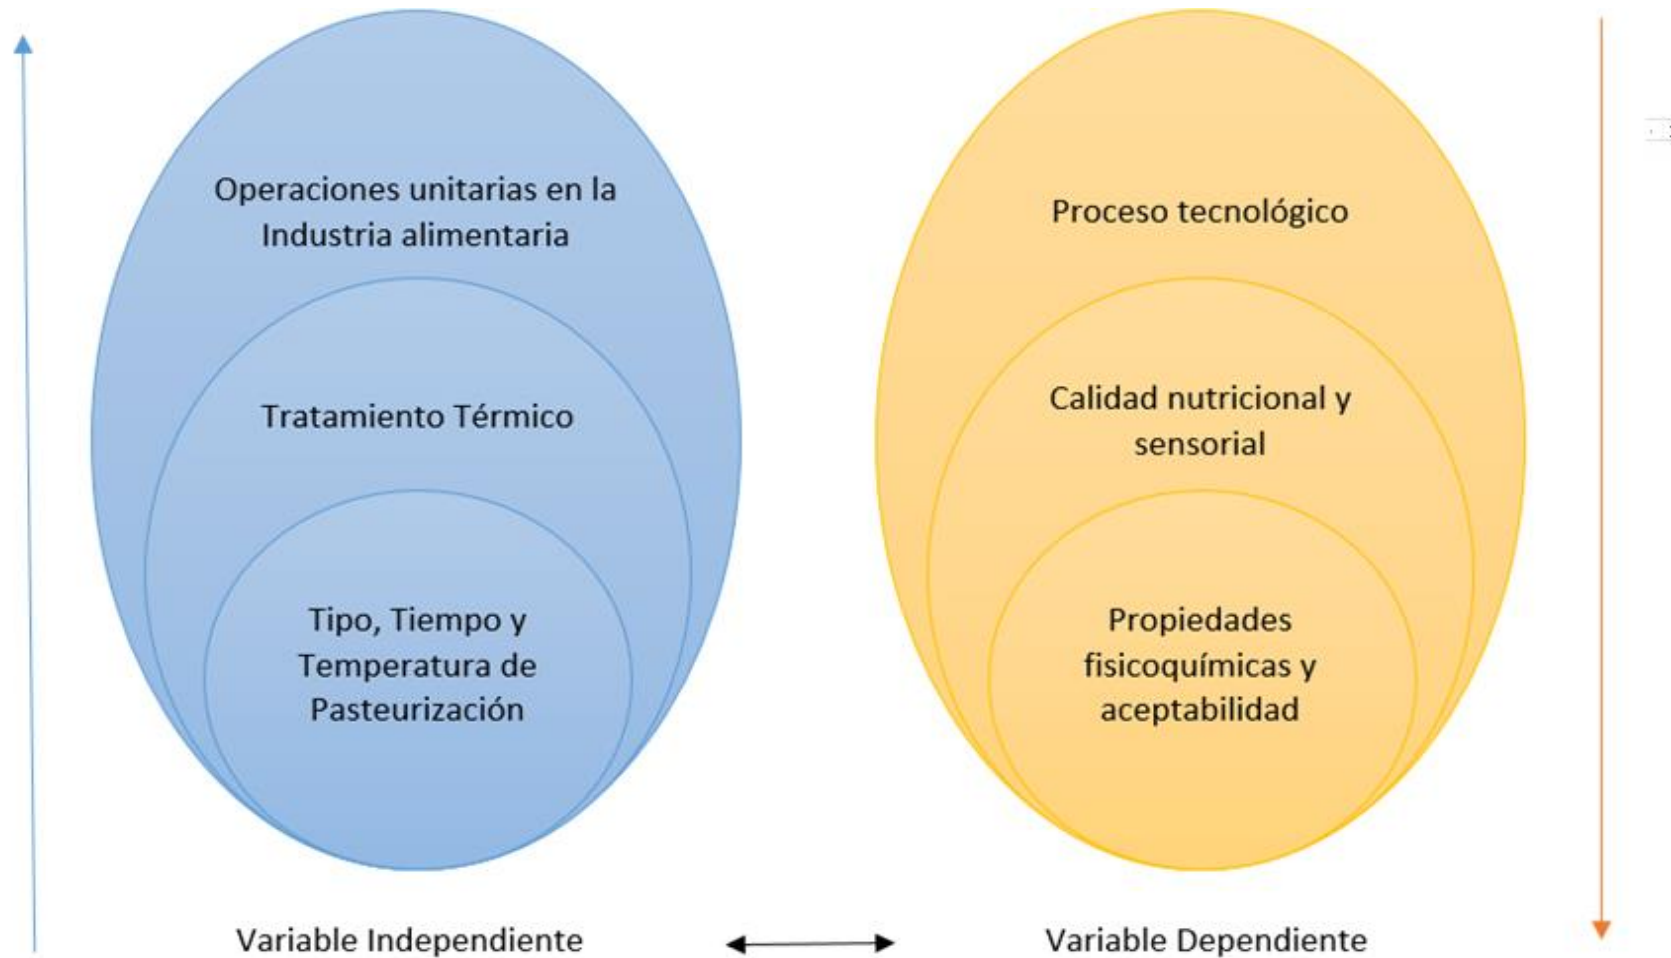 Operaciones unitarias en la
Industria alimentaria
Tratamiento Térmico
Tipo, Tiempo y
Temperatura de
Pasteurización
Variable Independiente
Proceso tecnológico
Calidad nutricional y
sensorial
Propiedades
fisicoquímicas y
aceptabilidad
Variable Dependiente